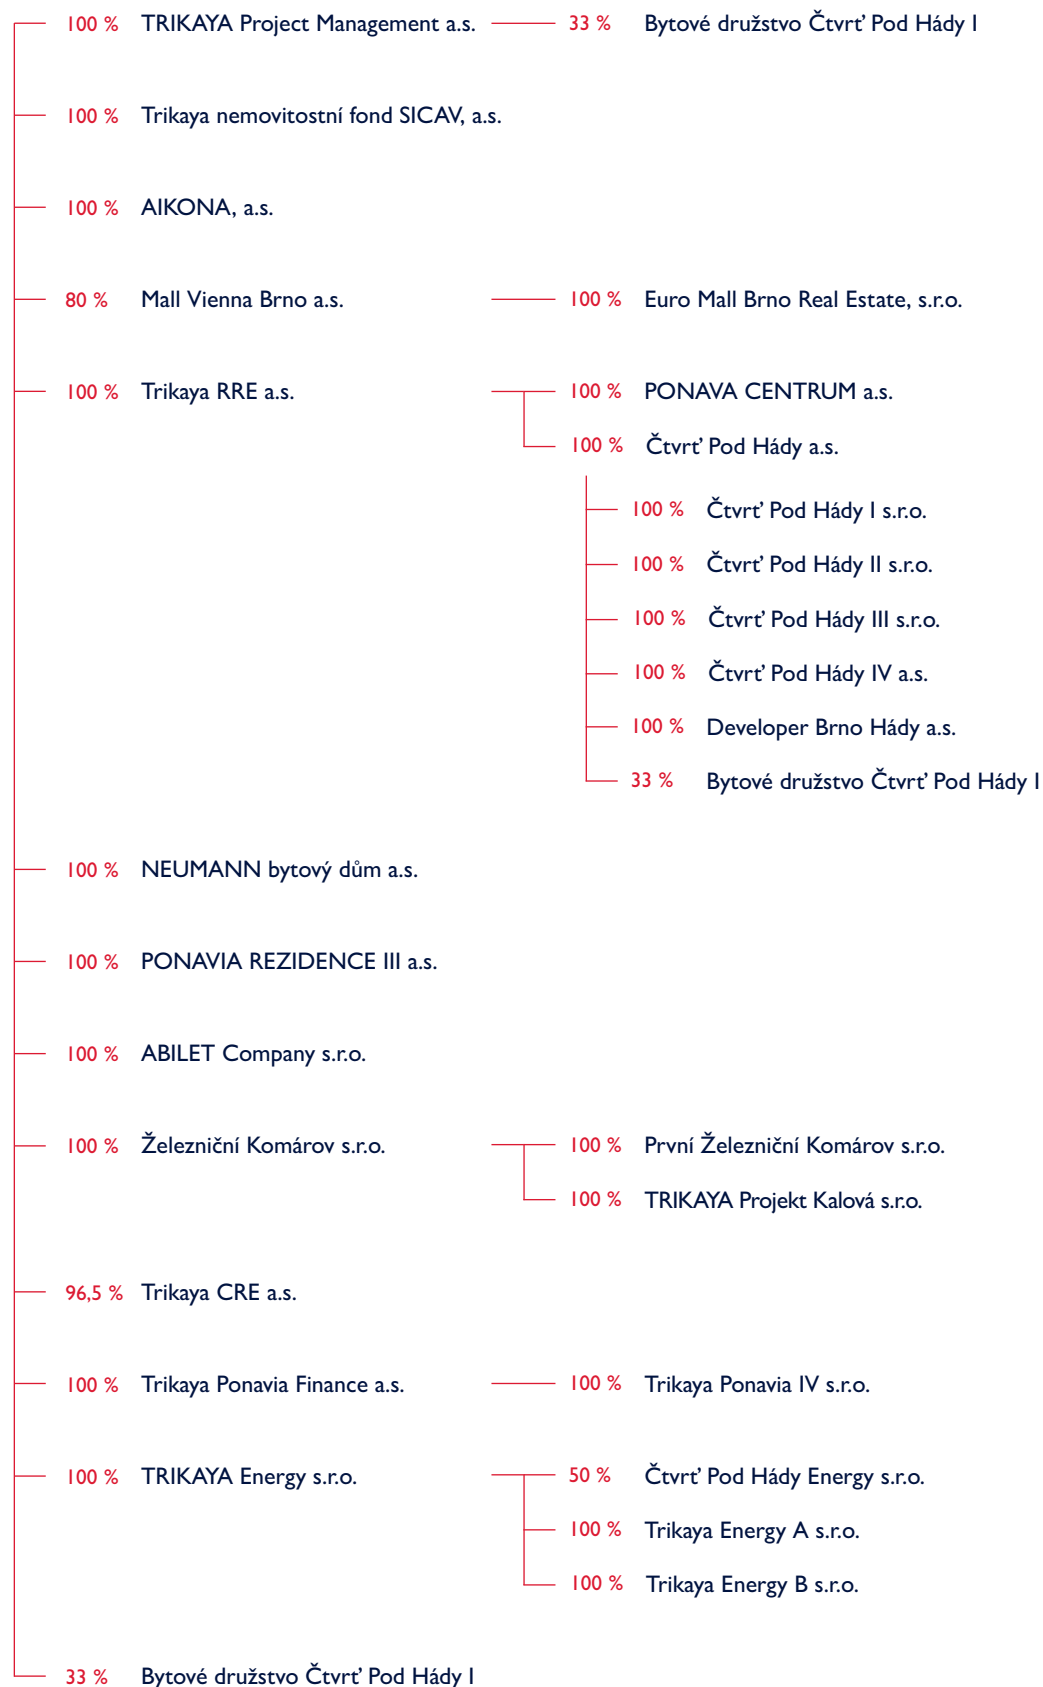 100 % TRIKAYA Project Management a.s. 33 % Bytové družstvo Čtvrť Pod Hády I
100 % Trikaya nemovitostní fond SICAV, a.s.
100 % AIKONA, a.s.
80 % Mall Vienna Brno a.s. 100 % Euro Mall Brno Real Estate, s.r.o.
100 % Trikaya RRE a.s. 100 % PONAVA CENTRUM a.s.
100 % Čtvrť Pod Hády a.s.
100 % Čtvrť Pod Hády I s.r.o.
100 % Čtvrť Pod Hády II s.r.o.
100 % Čtvrť Pod Hády III s.r.o.
100 % Čtvrť Pod Hády IV a.s.
100 % Developer Brno Hády a.s.
33 % Bytové družstvo Čtvrť Pod Hády I
100 % NEUMANN bytový dům a.s.
100 % PONAVIA REZIDENCE III a.s.
100 % ABILET Company s.r.o.
100 % Železniční Komárov s.r.o. 100 % První Železniční Komárov s.r.o.
100 % TRIKAYA Projekt Kalová s.r.o.
96,5 % Trikaya CRE a.s.
100 % Trikaya Ponavia Finance a.s. 100 % Trikaya Ponavia IV s.r.o.
100 % TRIKAYA Energy s.r.o. 50 % Čtvrť Pod Hády Energy s.r.o.
100 % Trikaya Energy A s.r.o.
100 % Trikaya Energy B s.r.o.
33 % Bytové družstvo Čtvrť Pod Hády I